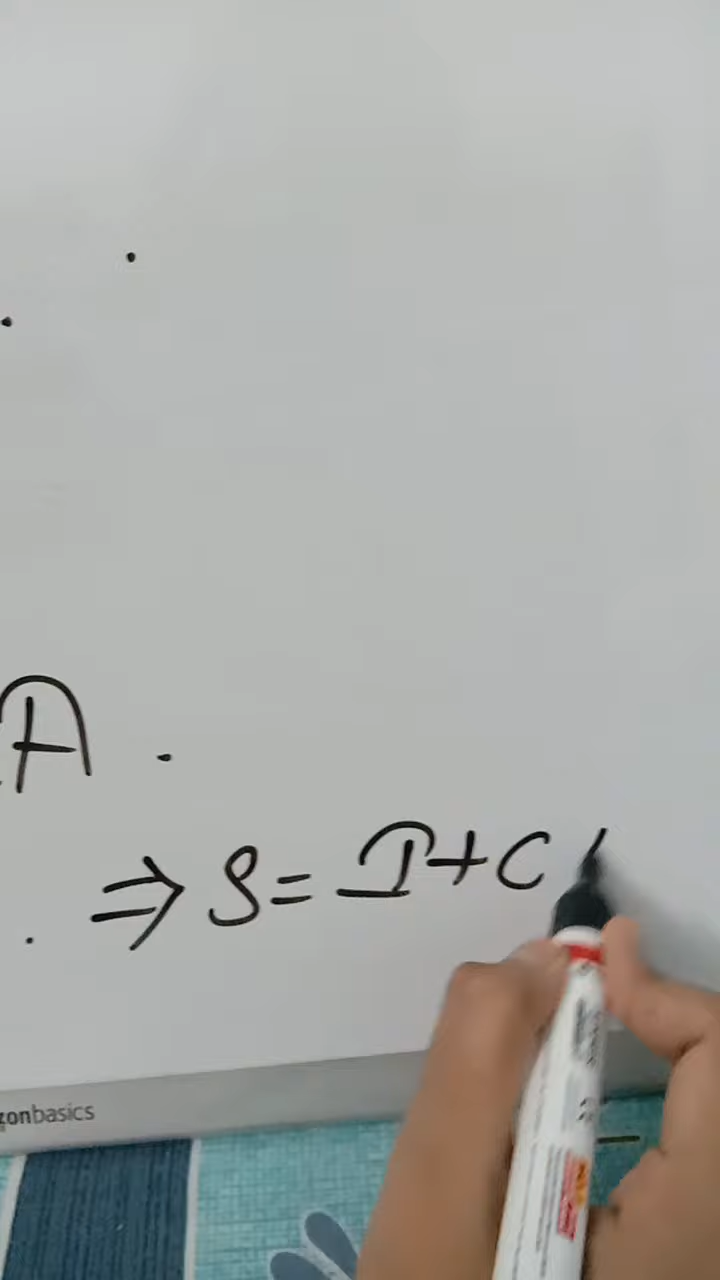 A .
. ⇒ S = I + C
zonbasics